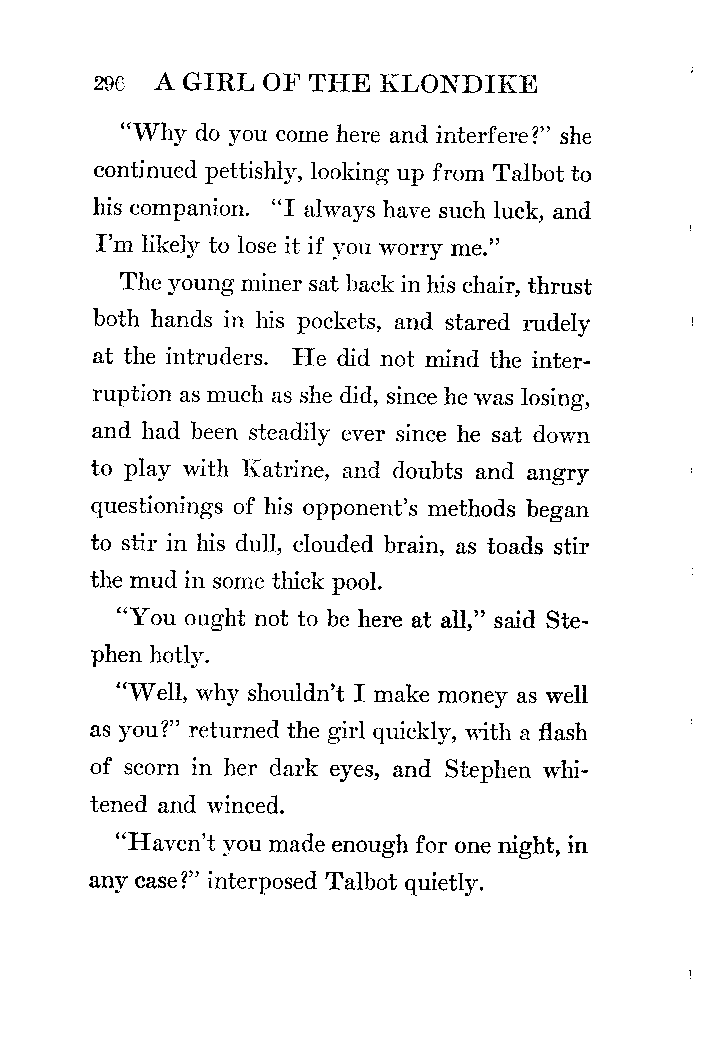 296 A GIRL OF THE KLONDIKE
“Why do you come here and interfere?” she
continued pettishly, looking up from Talbot to
his companion. “I always have such luck, and
I’m likely to lose it if you worry me.”
The young miner sat back in his chair, thrust
both hands in his pockets, and stared rudely
at the intruders. He did not mind the inter-
ruption as much as she did, since he was losing,
and had been steadily ever since he sat down
to play with Katrine, and doubts and angry
questionings of his opponent’s methods began
to stir in his dull, clouded brain, as toads stir
the mud in some thick pool.
“You ought not to be here at all,” said Ste-
phen hotly.
“Well, why shouldn’t I make money as well
as you?” returned the girl quickly, with a flash
of scorn in her dark eyes, and Stephen whi-
tened and winced.
“Haven’t you made enough for one night, in
any case?” interposed Talbot quietly.